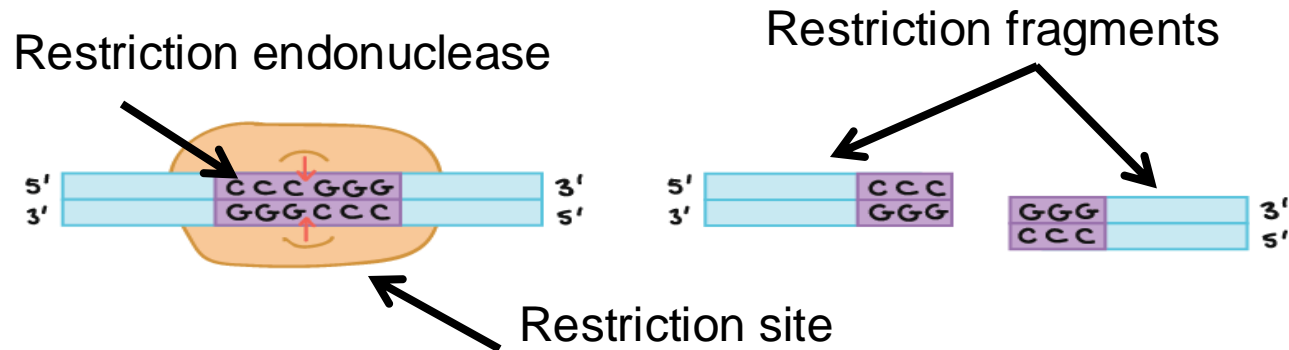 Restriction endonuclease
Restriction fragments
5' CCCGGG 3'
3' GGGCCC 5'
5' CCC
3' GGG
GGG 3'
CCC 5'
Restriction site